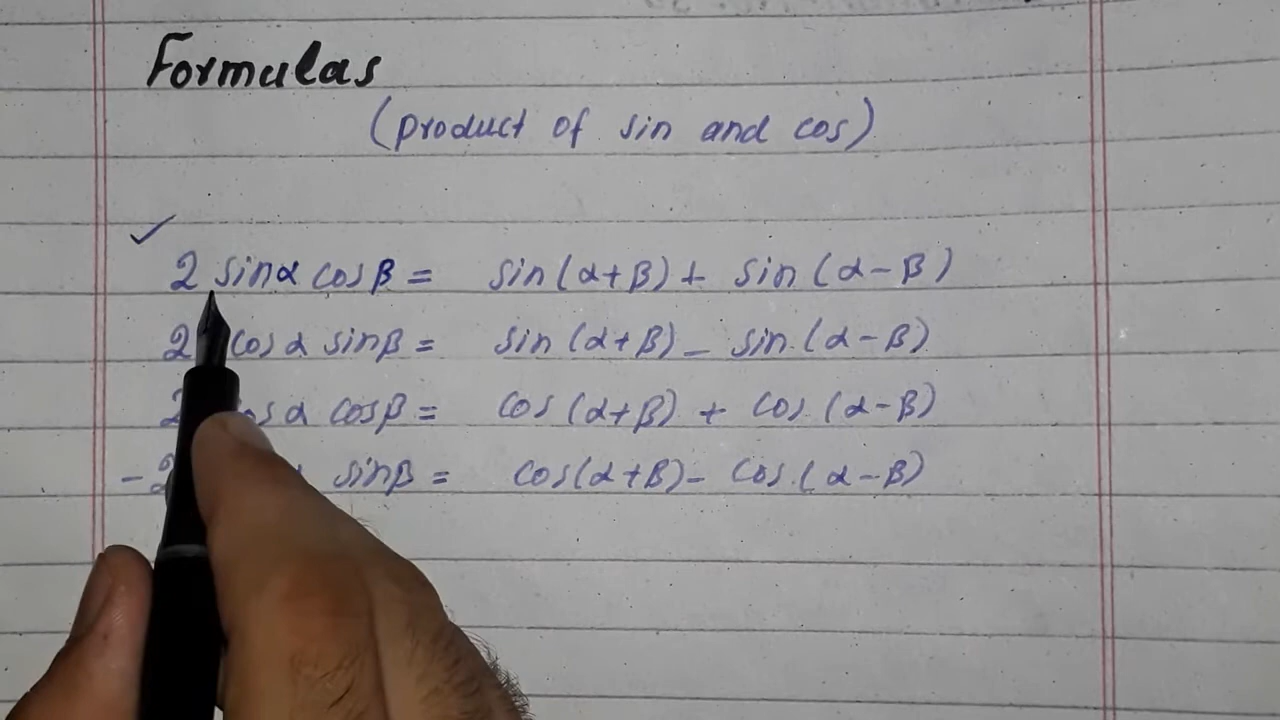 Formulas
(product of sin and cos)
2 sinα cosβ = sin(α+β) + sin(α-β)
2 cosα sinβ = sin(α+β) - sin(α-β)
cosα cosβ = cos(α+β) + cos(α-β)
-2 sinβ = cos(α+β) - cos(α-β)